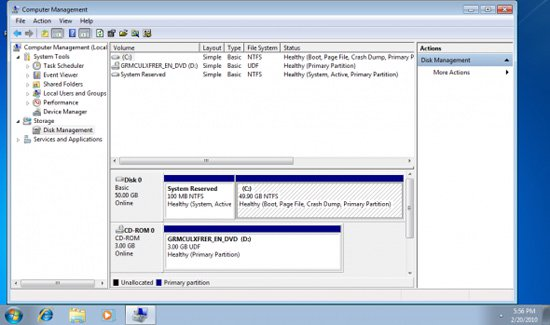 Computer Management
File Action View Help
Computer Management (Local
System Tools
Task Scheduler
Event Viewer
Shared Folders
Local Users and Groups
Performance
Device Manager
Storage
Disk Management
Services and Applications
Volume Layout Type File System Status
(C:) Simple Basic NTFS Healthy (Boot, Page File, Crash Dump, Primary P
GRMCULXFRER_EN_DVD (D:) Simple Basic UDF Healthy (Primary Partition)
System Reserved Simple Basic NTFS Healthy (System, Active, Primary Partition)
Actions
Disk Management
More Actions
Disk 0
Basic
50.00 GB
Online
System Reserved
100 MB NTFS
Healthy (System, Active
(C:)
49.90 GB NTFS
Healthy (Boot, Page File, Crash Dump, Primary Partition)
CD-ROM 0
CD-ROM
3.00 GB
Online
GRMCULXFRER_EN_DVD (D:)
3.00 GB UDF
Healthy (Primary Partition)
Unallocated Primary partition
5:56 PM
2/20/2010